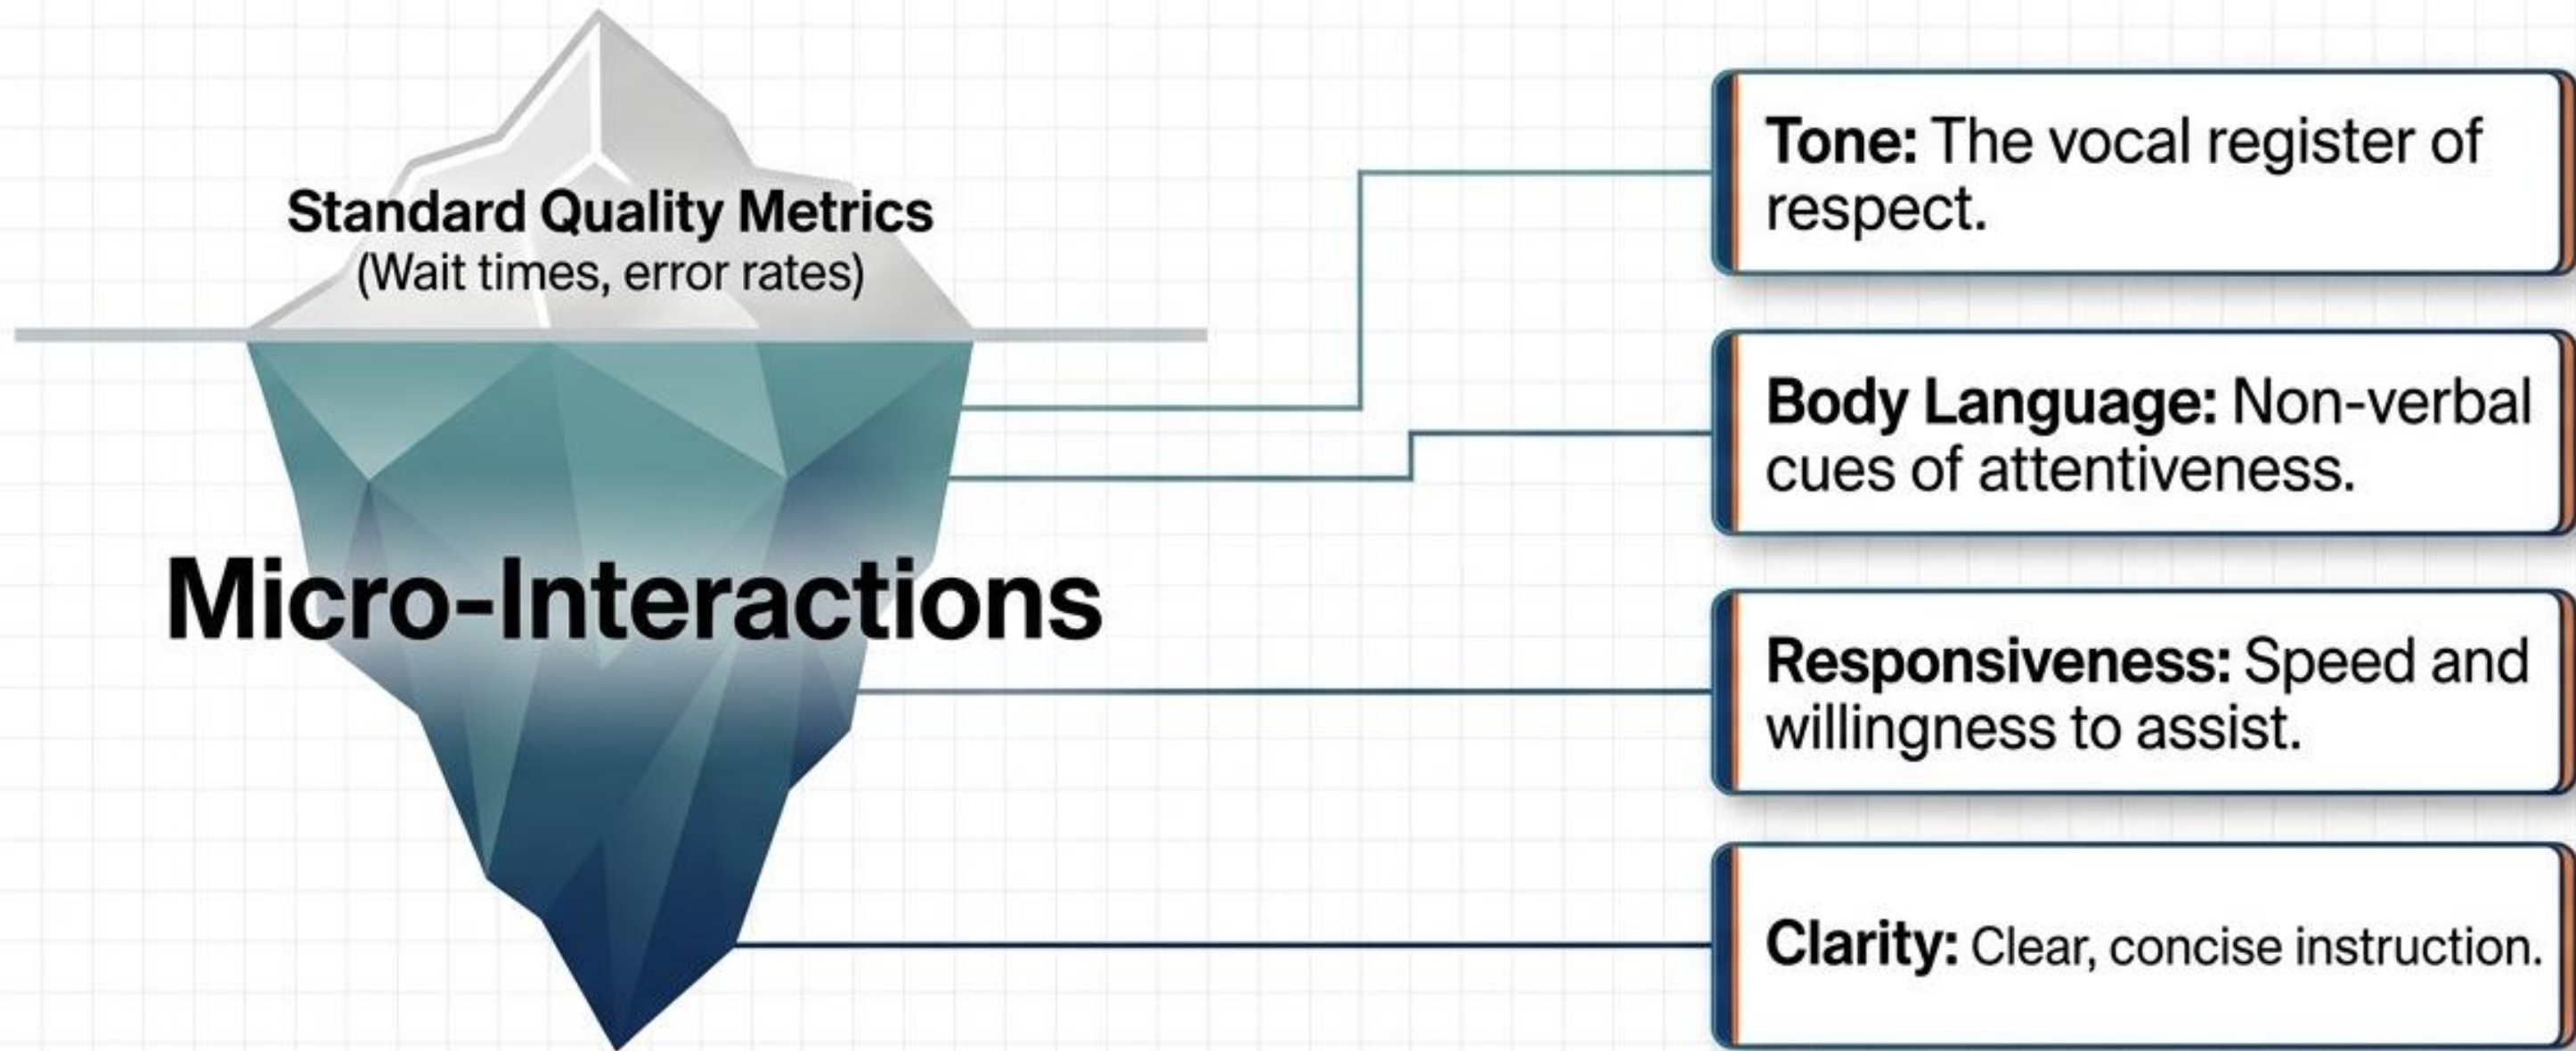 Standard Quality Metrics
(Wait times, error rates)
Micro-Interactions
Tone: The vocal register of
respect.
Body Language: Non-verbal
cues of attentiveness.
Responsiveness: Speed and
willingness to assist.
Clarity: Clear, concise instruction.